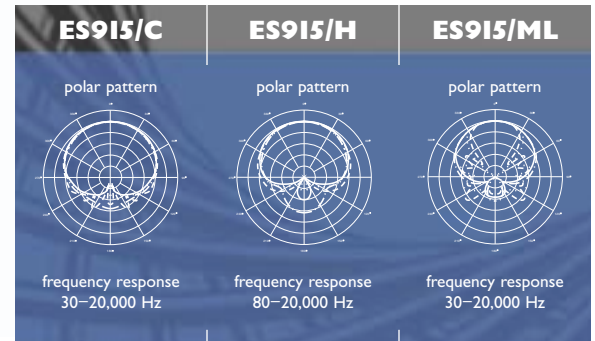 ES915/C
ES915/H
ES915/ML
polar pattern
polar pattern
polar pattern
frequency response
30–20,000 Hz
frequency response
80–20,000 Hz
frequency response
30–20,000 Hz